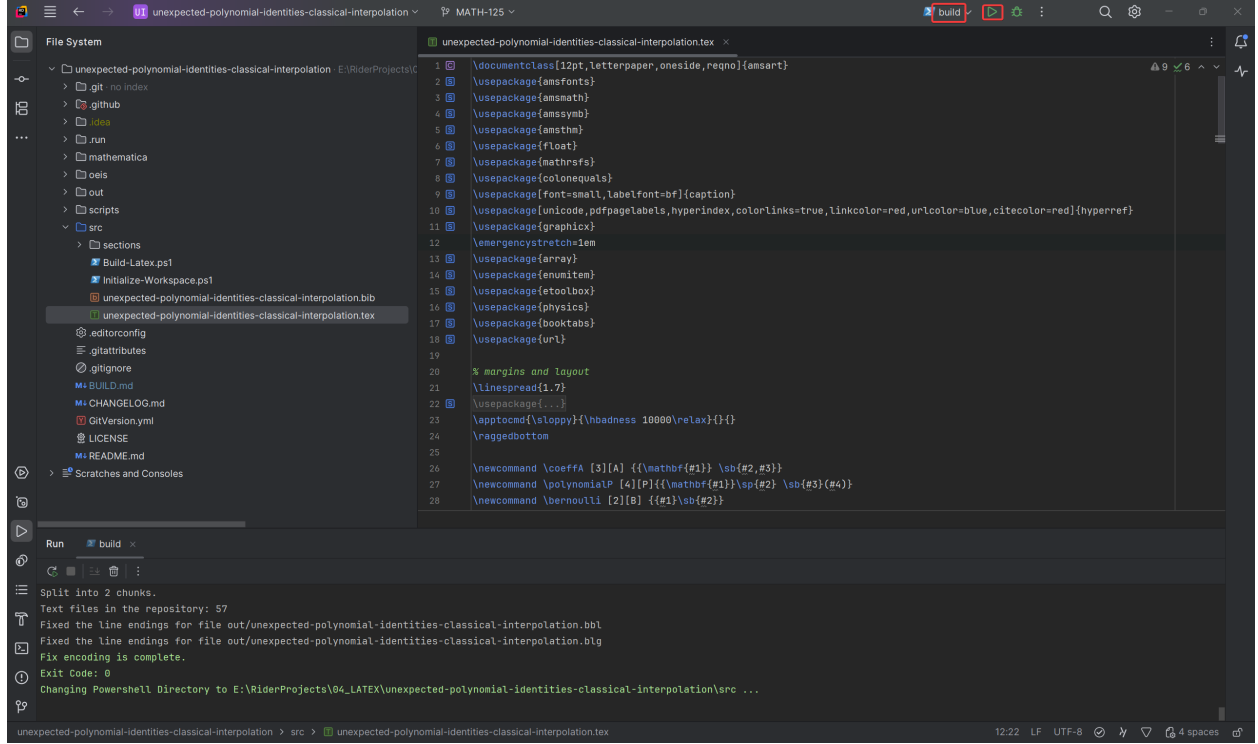 UI unexpected-polynomial-identities-classical-interpolation
MATH-125
build
File System
unexpected-polynomial-identities-classical-interpolation · E:\RiderProjects\
.git · no index
.github
.idea
.run
mathematica
oeis
out
scripts
src
sections
Build-Latex.ps1
Initialize-Workspace.ps1
unexpected-polynomial-identities-classical-interpolation.bib
unexpected-polynomial-identities-classical-interpolation.tex
.editorconfig
.gitattributes
.gitignore
M↓ BUILD.md
M↓ CHANGELOG.md
Y GitVersion.yml
LICENSE
M↓ README.md
Scratches and Consoles
unexpected-polynomial-identities-classical-interpolation.tex
9 6
1 C \documentclass[12pt,letterpaper,oneside,reqno]{amsart}
2 S \usepackage{amsfonts}
3 S \usepackage{amsmath}
4 S \usepackage{amssymb}
5 S \usepackage{amsthm}
6 S \usepackage{float}
7 S \usepackage{mathrsfs}
8 S \usepackage{colonequals}
9 S \usepackage[font=small,labelfont=bf]{caption}
10 S \usepackage[unicode,pdfpagelabels,hyperindex,colorlinks=true,linkcolor=red,urlcolor=blue,citecolor=red]{hyperref}
11 S \usepackage{graphicx}
12 \emergencystretch=1em
13 S \usepackage{array}
14 S \usepackage{enumitem}
15 S \usepackage{etoolbox}
16 S \usepackage{physics}
17 S \usepackage{booktabs}
18 S \usepackage{url}
19
20 % margins and layout
21 \linespread{1.7}
22 S \usepackage{...}
23 \apptocmd{\sloppy}{\hbadness 10000\relax}{}{}
24 \raggedbottom
25
26 \newcommand \coeffA [3][A] {{\mathbf{#1}} \sb{#2,#3}}
27 \newcommand \polynomialP [4][P]{{\mathbf{#1}}\sp{#2} \sb{#3}(#4)}
28 \newcommand \bernoulli [2][B] {{#1}\sb{#2}}
Run
build
Split into 2 chunks.
Text files in the repository: 57
Fixed the line endings for file out/unexpected-polynomial-identities-classical-interpolation.bbl
Fixed the line endings for file out/unexpected-polynomial-identities-classical-interpolation.blg
Fix encoding is complete.
Exit Code: 0
Changing Powershell Directory to E:\RiderProjects\04_LATEX\unexpected-polynomial-identities-classical-interpolation\src ...
unexpected-polynomial-identities-classical-interpolation > src > unexpected-polynomial-identities-classical-interpolation.tex
12:22 LF UTF-8 4 spaces